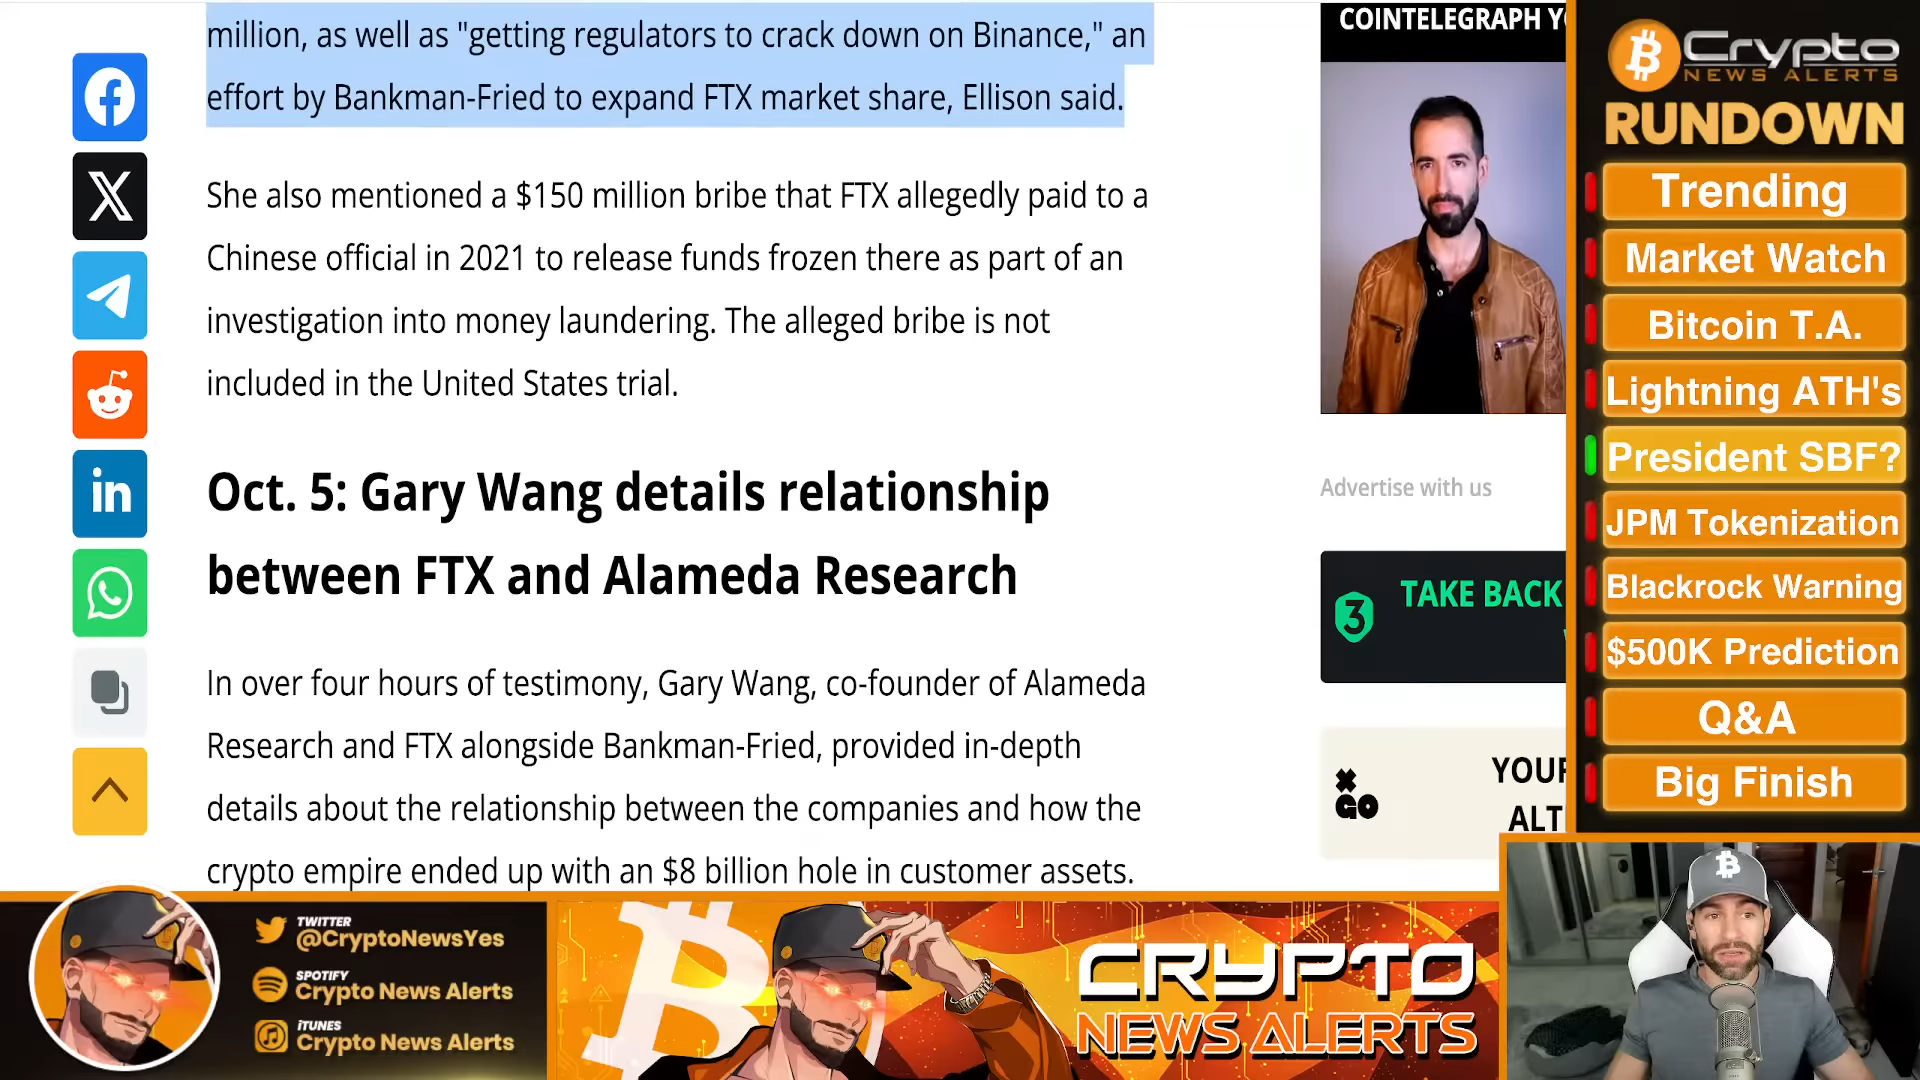 million, as well as "getting regulators to crack down on Binance," an
effort by Bankman-Fried to expand FTX market share, Ellison said.
She also mentioned a $150 million bribe that FTX allegedly paid to a
Chinese official in 2021 to release funds frozen there as part of an
investigation into money laundering. The alleged bribe is not
included in the United States trial.
Oct. 5: Gary Wang details relationship
between FTX and Alameda Research
In over four hours of testimony, Gary Wang, co-founder of Alameda
Research and FTX alongside Bankman-Fried, provided in-depth
details about the relationship between the companies and how the
crypto empire ended up with an $8 billion hole in customer assets.
COINTELEGRAPH Y
Advertise with us
3
TAKE BACK
GO
YOUR
ALT
Crypto
NEWS ALERTS
RUNDOWN
Trending
Market Watch
Bitcoin T.A.
Lightning ATH's
President SBF?
JPM Tokenization
Blackrock Warning
$500K Prediction
Q&A
Big Finish
TWITTER
@CryptoNewsYes
SPOTIFY
Crypto News Alerts
iTUNES
Crypto News Alerts
CRYPTO
NEWS ALERTS
in